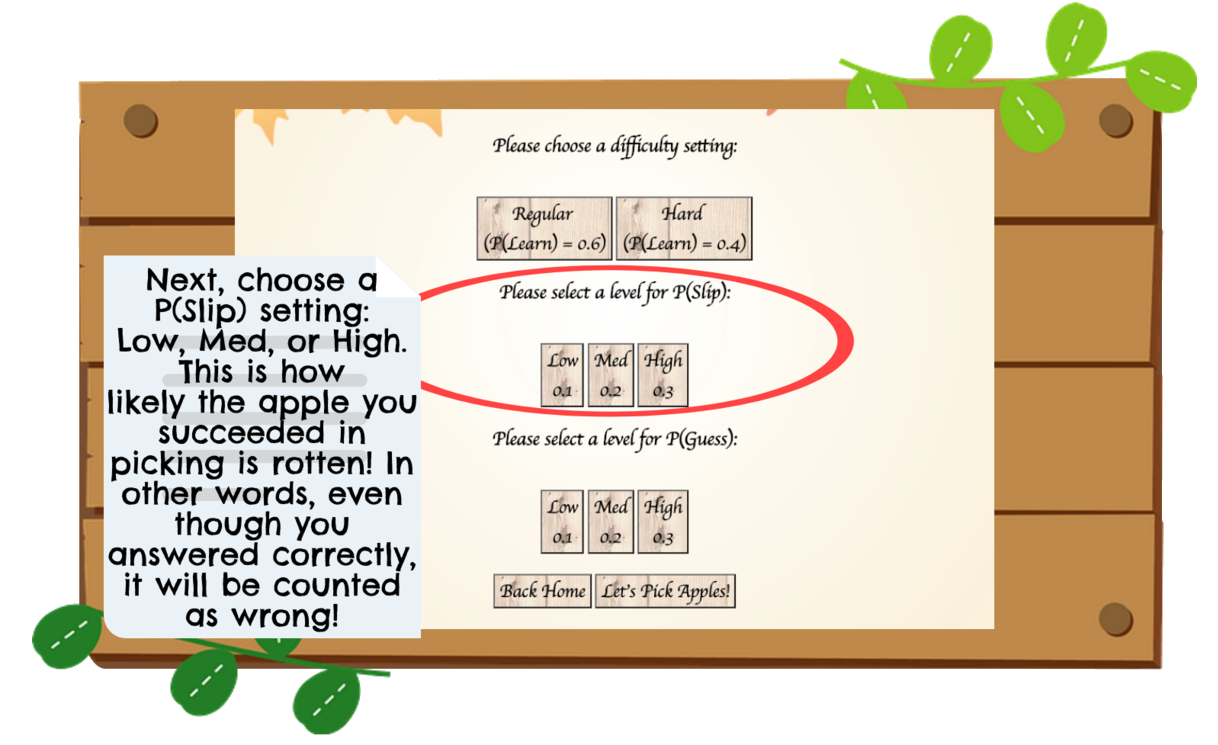 Please choose a difficulty setting:
Regular
(P(Learn) = 0.6)
Hard
(P(Learn) = 0.4)
Next, choose a
P(Slip) setting:
Low, Med, or High.
This is how
likely the apple you
succeeded in
picking is rotten! In
other words, even
though you
answered correctly,
it will be counted
as wrong!
Please select a level for P(Slip):
Low
0.1
Med
0.2
High
0.3
Please select a level for P(Guess):
Low
0.1
Med
0.2
High
0.3
Back Home
Let's Pick Apples!